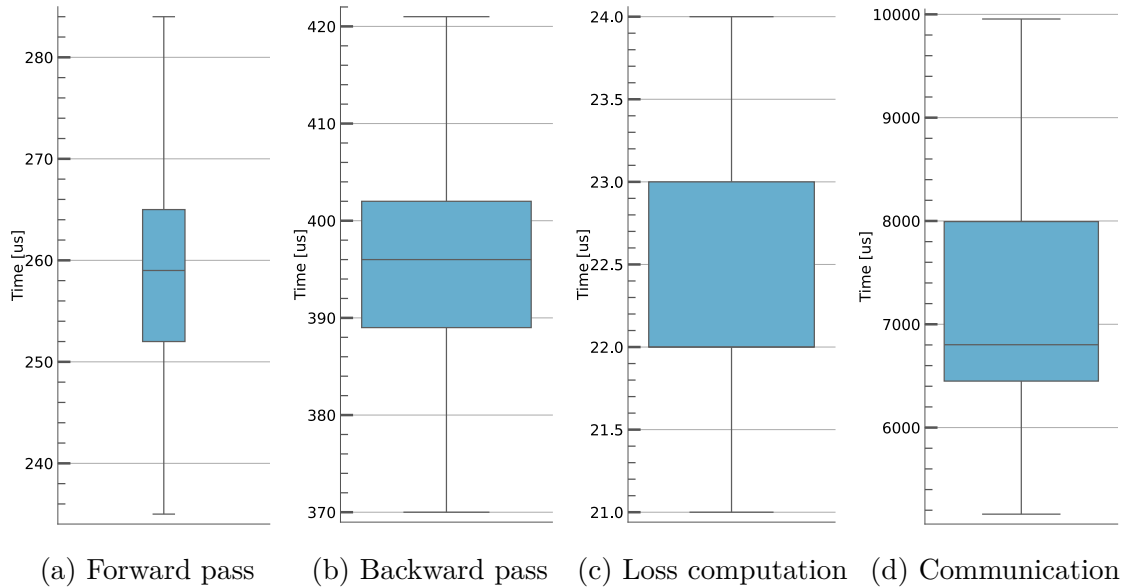 Time [us]
280
270
260
250
240
Time [us]
420
410
400
390
380
370
Time [us]
24.0
23.5
23.0
22.5
22.0
21.5
21.0
Time [us]
10000
9000
8000
7000
6000
(a) Forward pass
(b) Backward pass
(c) Loss computation
(d) Communication